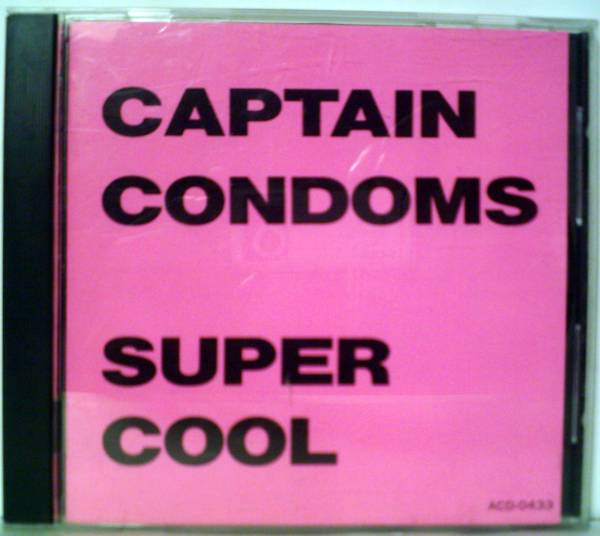 CAPTAIN
CONDOMS
SUPER
COOL
ACD-0433